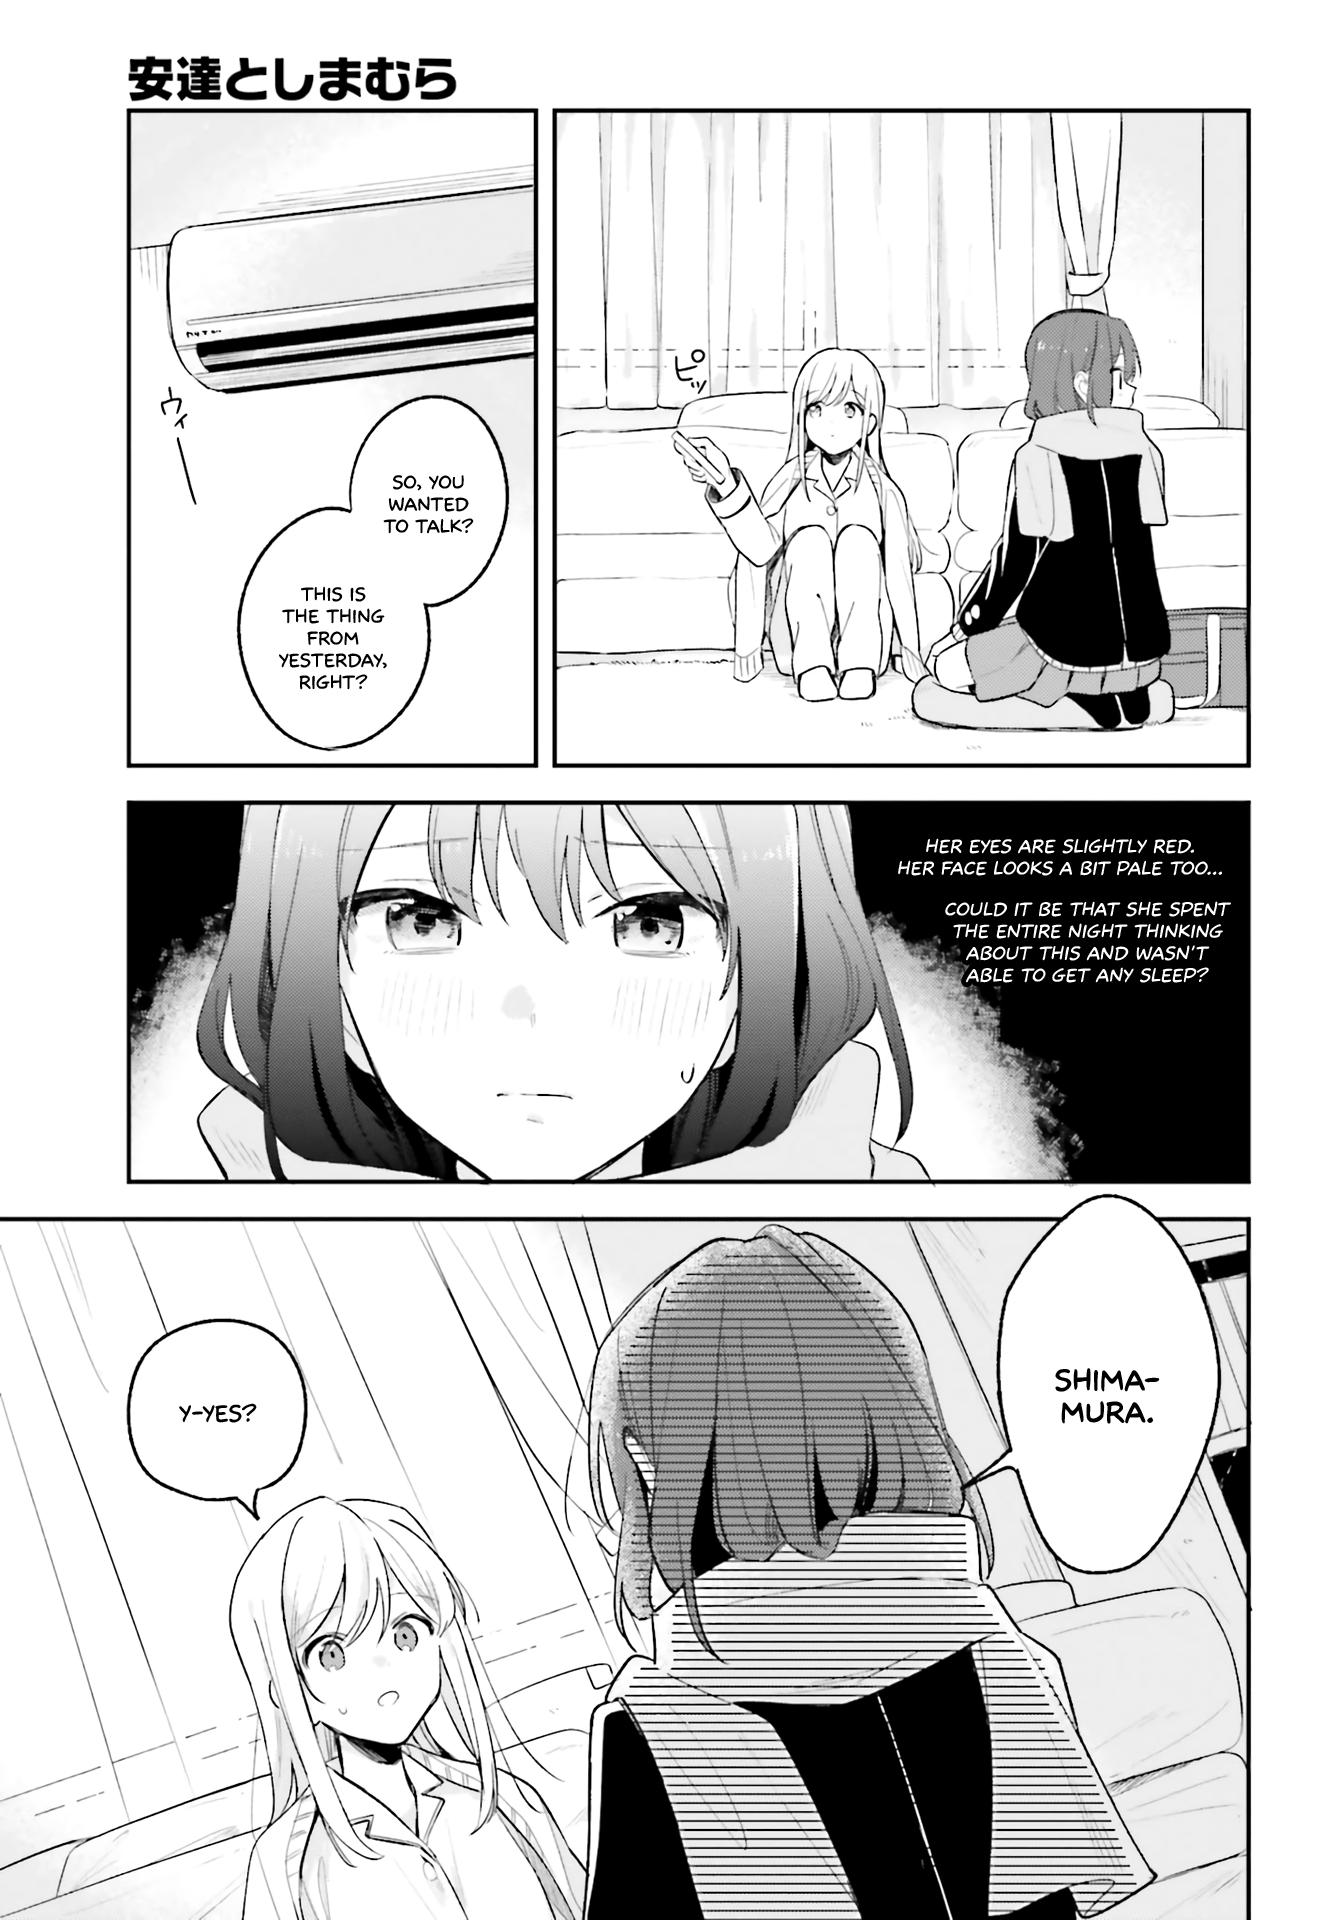 安達としまむら
ピッ
ウィー
SO, YOU
WANTED
TO TALK?
THIS IS
THE THING
FROM
YESTERDAY,
RIGHT?
HER EYES ARE SLIGHTLY RED.
HER FACE LOOKS A BIT PALE TOO...
COULD IT BE THAT SHE SPENT
THE ENTIRE NIGHT THINKING
ABOUT THIS AND WASN'T
ABLE TO GET ANY SLEEP?
SHIMA-
MURA.
Y-YES?